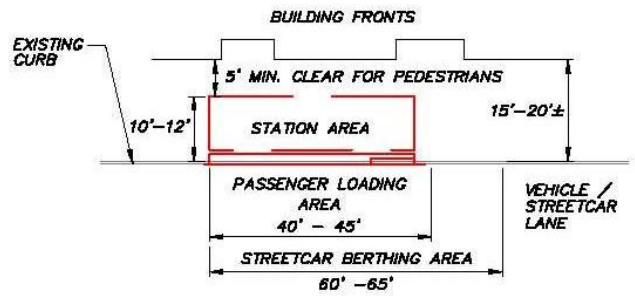 BUILDING FRONTS
EXISTING
CURB
5' MIN. CLEAR FOR PEDESTRIANS
10'-12'
STATION AREA
15'-20'±
PASSENGER LOADING
AREA
40' - 45'
VEHICLE /
STREETCAR
LANE
STREETCAR BERTHING AREA
60' -65'